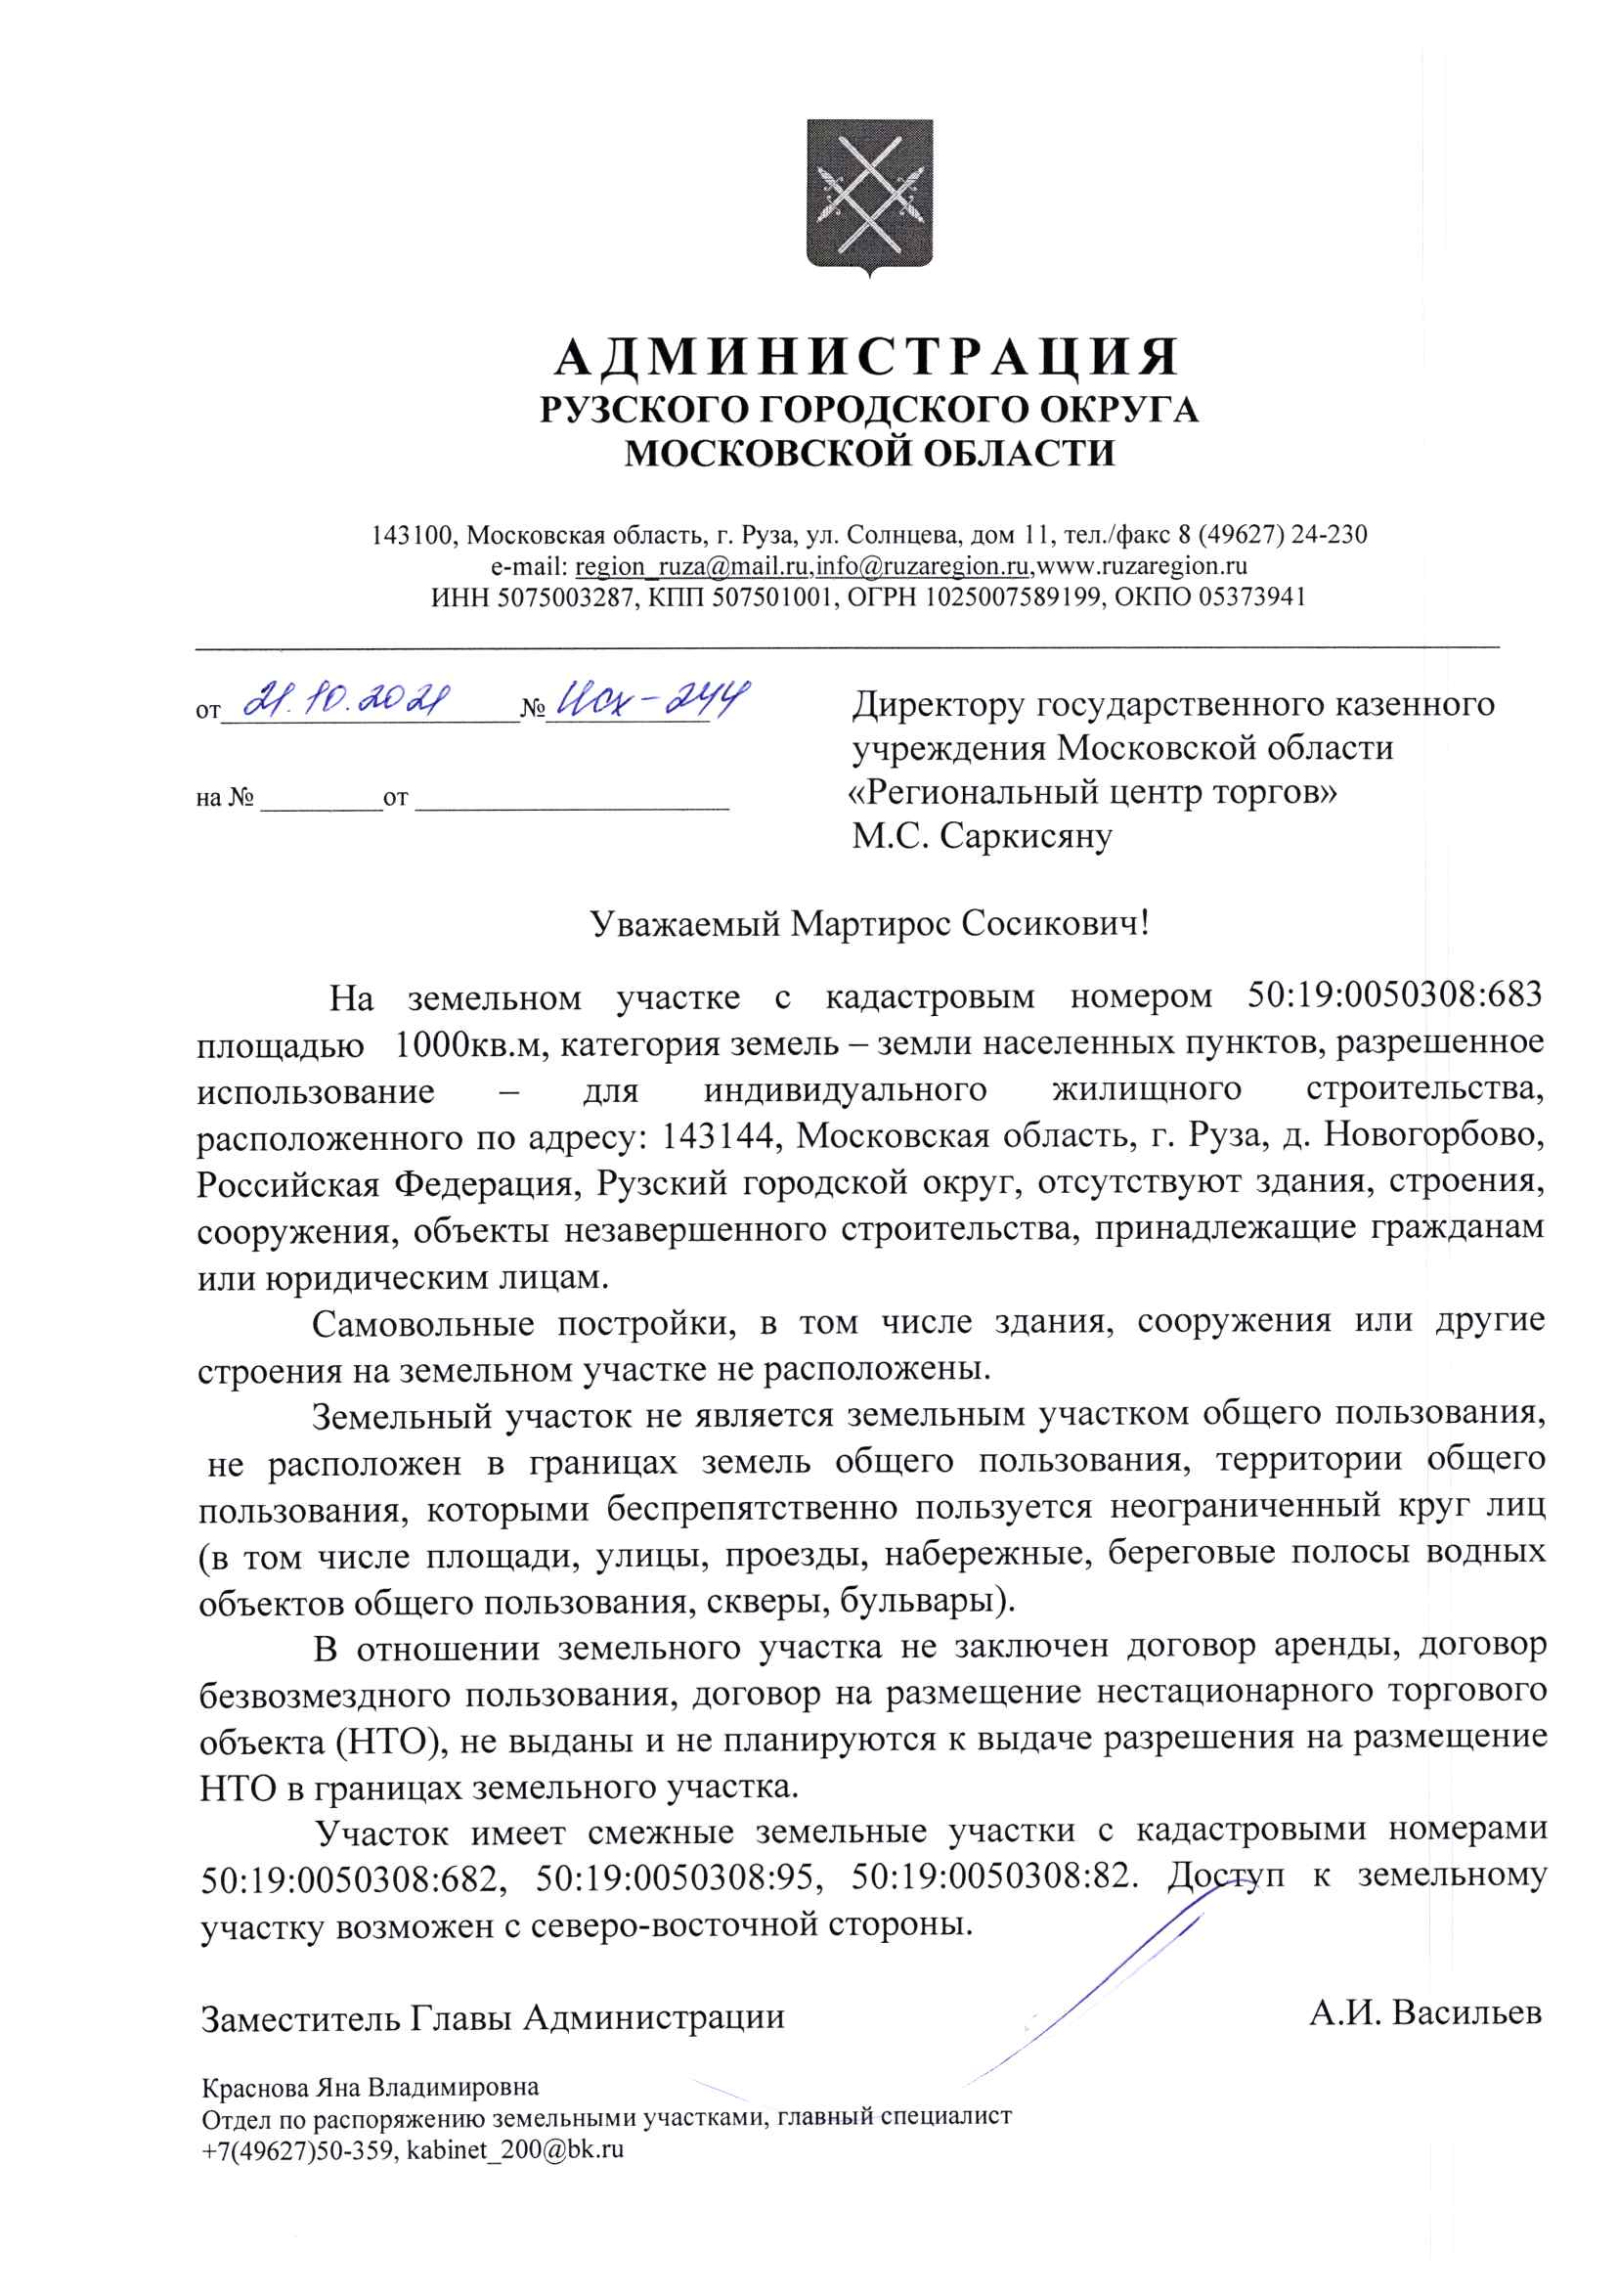 АДМИНИСТРАЦИЯ
РУЗСКОГО ГОРОДСКОГО ОКРУГА
МОСКОВСКОЙ ОБЛАСТИ
143100, Московская область, г. Руза, ул. Солнцева, дом 11, тел./факс 8 (49627) 24-230
e-mail: region_ruza@mail.ru,info@ruzaregion.ru,www.ruzaregion.ru
ИНН 5075003287, КПП 507501001, ОГРН 1025007589199, ОКПО 05373941
от 21.10.2021 № Исх-244
на № _________от _______________________
Директору государственного казенного
учреждения Московской области
«Региональный центр торгов»
М.С. Саркисяну
Уважаемый Мартирос Сосикович!
На земельном участке с кадастровым номером 50:19:0050308:683
площадью 1000кв.м, категория земель – земли населенных пунктов, разрешенное
использование – для индивидуального жилищного строительства,
расположенного по адресу: 143144, Московская область, г. Руза, д. Новогорбово,
Российская Федерация, Рузский городской округ, отсутствуют здания, строения,
сооружения, объекты незавершенного строительства, принадлежащие гражданам
или юридическим лицам.
Самовольные постройки, в том числе здания, сооружения или другие
строения на земельном участке не расположены.
Земельный участок не является земельным участком общего пользования,
не расположен в границах земель общего пользования, территории общего
пользования, которыми беспрепятственно пользуется неограниченный круг лиц
(в том числе площади, улицы, проезды, набережные, береговые полосы водных
объектов общего пользования, скверы, бульвары).
В отношении земельного участка не заключен договор аренды, договор
безвозмездного пользования, договор на размещение нестационарного торгового
объекта (НТО), не выданы и не планируются к выдаче разрешения на размещение
НТО в границах земельного участка.
Участок имеет смежные земельные участки с кадастровыми номерами
50:19:0050308:682, 50:19:0050308:95, 50:19:0050308:82. Доступ к земельному
участку возможен с северо-восточной стороны.
Заместитель Главы Администрации
А.И. Васильев
Краснова Яна Владимировна
Отдел по распоряжению земельными участками, главный специалист
+7(49627)50-359, kabinet_200@bk.ru